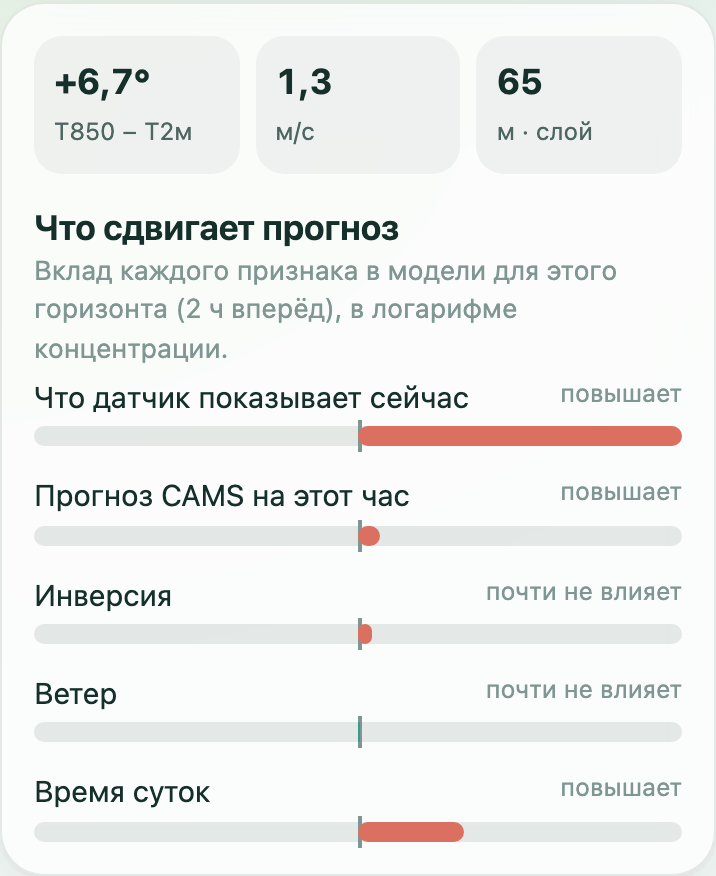 +6,7°
T850 – T2м
1,3
м/с
65
м · слой
Что сдвигает прогноз
Вклад каждого признака в модели для этого
горизонта (2 ч вперёд), в логарифме
концентрации.
Что датчик показывает сейчас
повышает
Прогноз CAMS на этот час
повышает
Инверсия
почти не влияет
Ветер
почти не влияет
Время суток
повышает